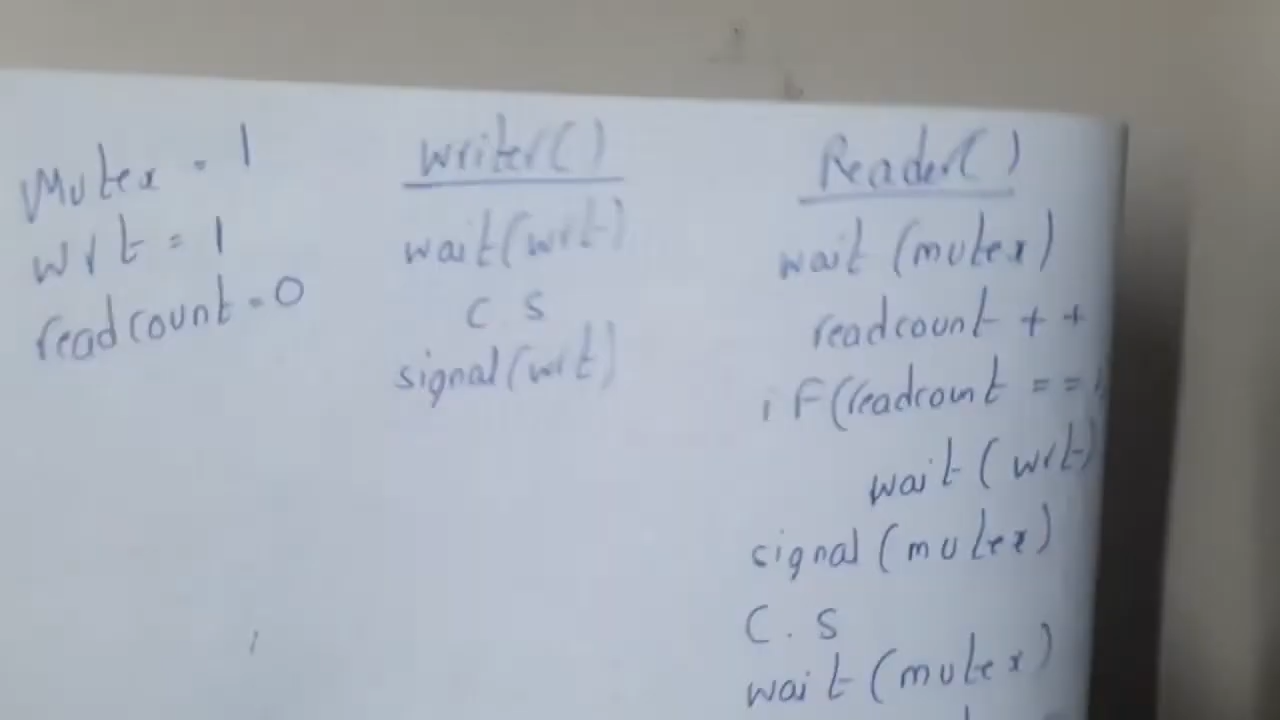 Mutex = 1
wrt = 1
readcount = 0
Writer()
wait(wrt)
C S
signal(wrt)
Reader()
wait (mutex)
readcount ++
if(readcount ==
wait (wrt)
signal (mutex)
C. S
wait (mutex)